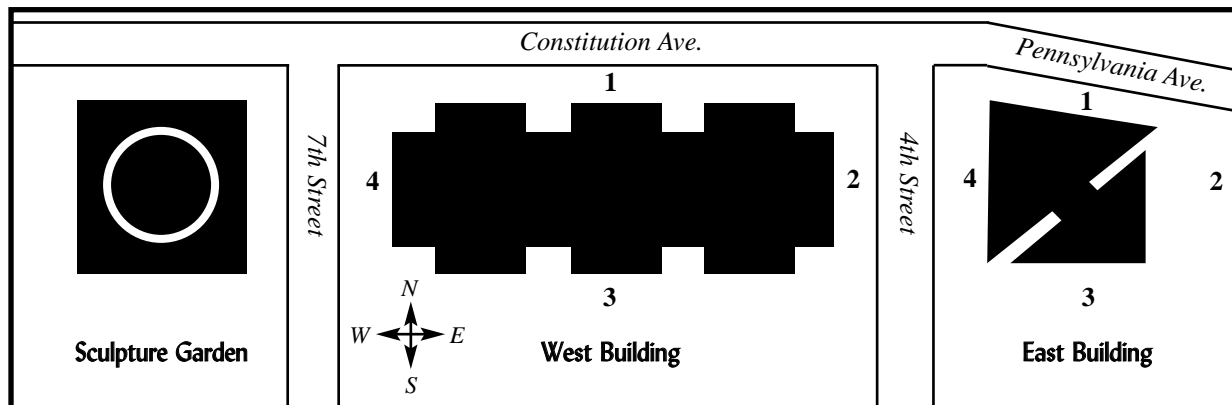 Constitution Ave.
Pennsylvania Ave.
1
1
7th Street
4th Street
4
2
4
2
3
3
N
W
E
S
Sculpture Garden
West Building
East Building